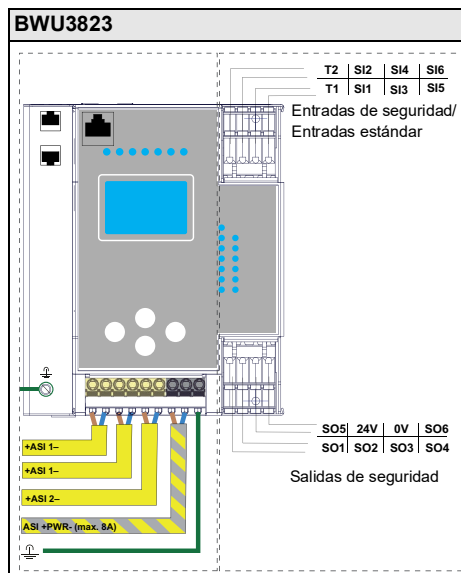 BWU3823
T2 SI2 SI4 SI6
T1 SI1 SI3 SI5
Entradas de seguridad/
Entradas estándar
SO5 24V 0V SO6
SO1 SO2 SO3 SO4
Salidas de seguridad
+ASI 1–
+ASI 1–
+ASI 2–
ASI +PWR- (max. 8A)